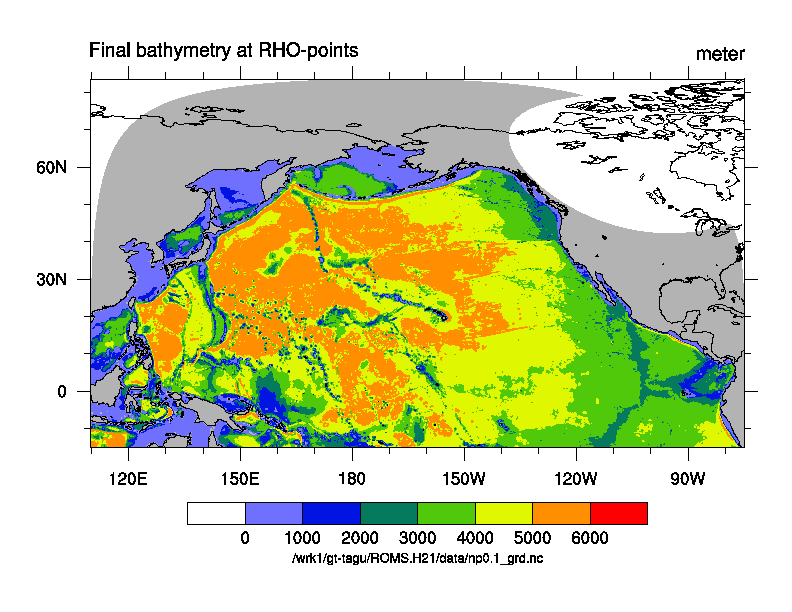 Final bathymetry at RHO-points
meter
60N
30N
0
120E 150E 180 150W 120W 90W
0 1000 2000 3000 4000 5000 6000
/wrk1/gt-tagu/ROMS.H21/data/np0.1_grd.nc